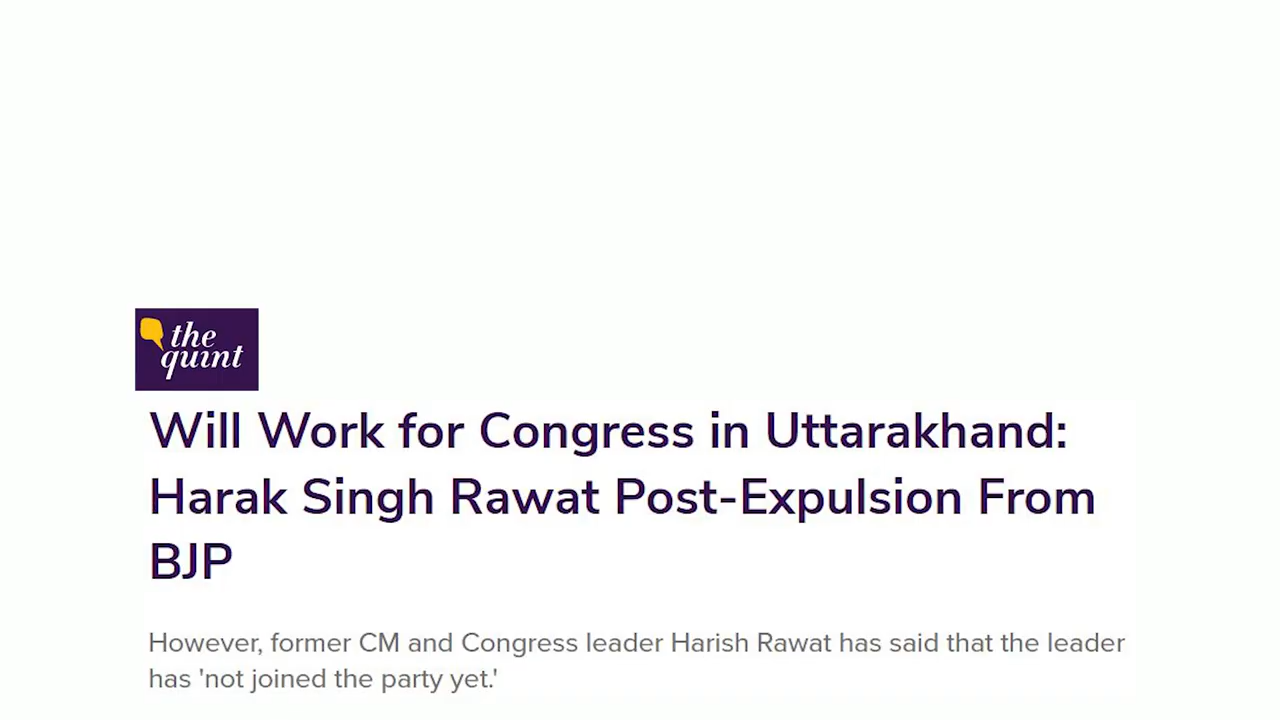 the
quint
Will Work for Congress in Uttarakhand:
Harak Singh Rawat Post-Expulsion From
BJP
However, former CM and Congress leader Harish Rawat has said that the leader
has 'not joined the party yet.'